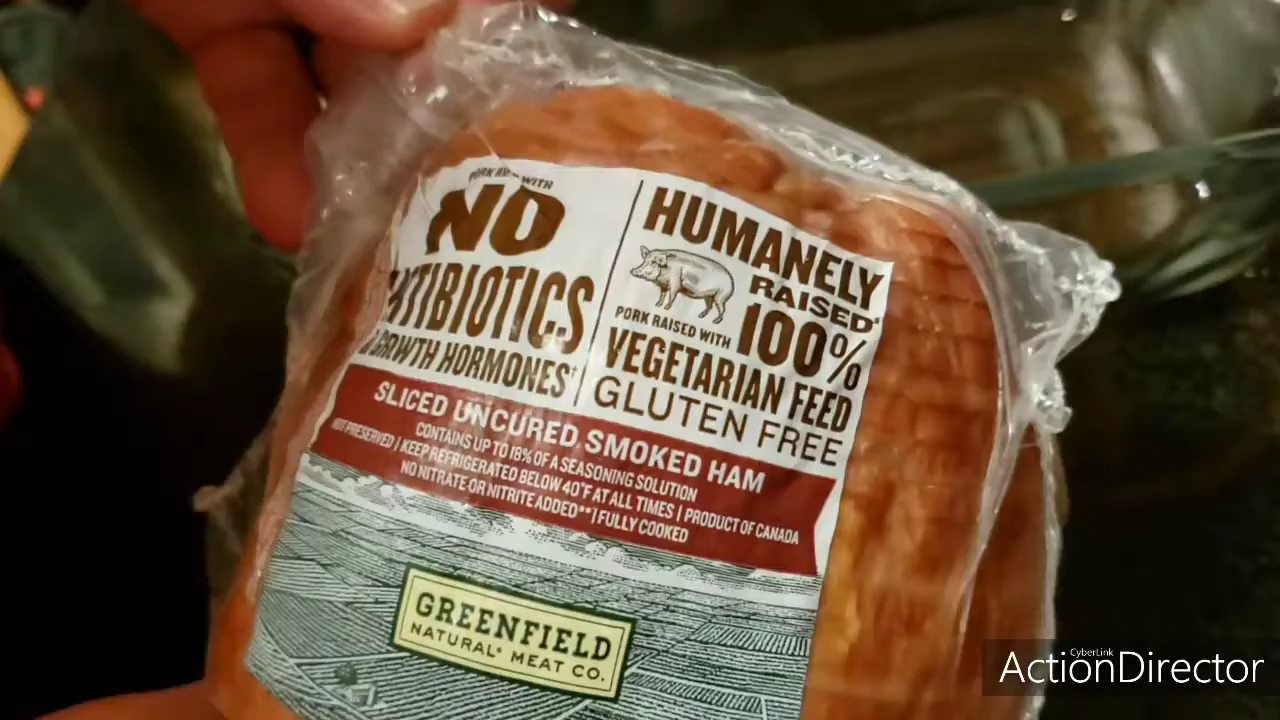 PORK RAISED WITH
NO
ANTIBIOTICS
GROWTH HORMONES†
HUMANELY
RAISED*
PORK RAISED WITH 100%
VEGETARIAN FEED
GLUTEN FREE
SLICED UNCURED SMOKED HAM
CONTAINS UP TO 18% OF A SEASONING SOLUTION
NOT PRESERVED | KEEP REFRIGERATED BELOW 40°F AT ALL TIMES | PRODUCT OF CANADA
NO NITRATE OR NITRITE ADDED** | FULLY COOKED
GREENFIELD
NATURAL* MEAT CO.
CyberLink
ActionDirector